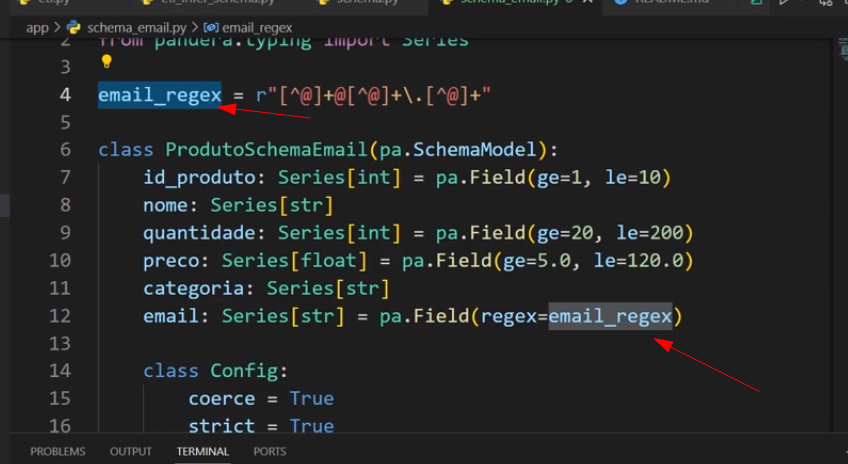 schema_email.py
README.md
app > schema_email.py > email_regex
2 from pandera.typing import Series
3
4 email_regex = r"[^@]+@[^@]+\.[^@]+"
5
6 class ProdutoSchemaEmail(pa.SchemaModel):
7 id_produto: Series[int] = pa.Field(ge=1, le=10)
8 nome: Series[str]
9 quantidade: Series[int] = pa.Field(ge=20, le=200)
10 preco: Series[float] = pa.Field(ge=5.0, le=120.0)
11 categoria: Series[str]
12 email: Series[str] = pa.Field(regex=email_regex)
13
14 class Config:
15 coerce = True
16 strict = True
PROBLEMS OUTPUT TERMINAL PORTS